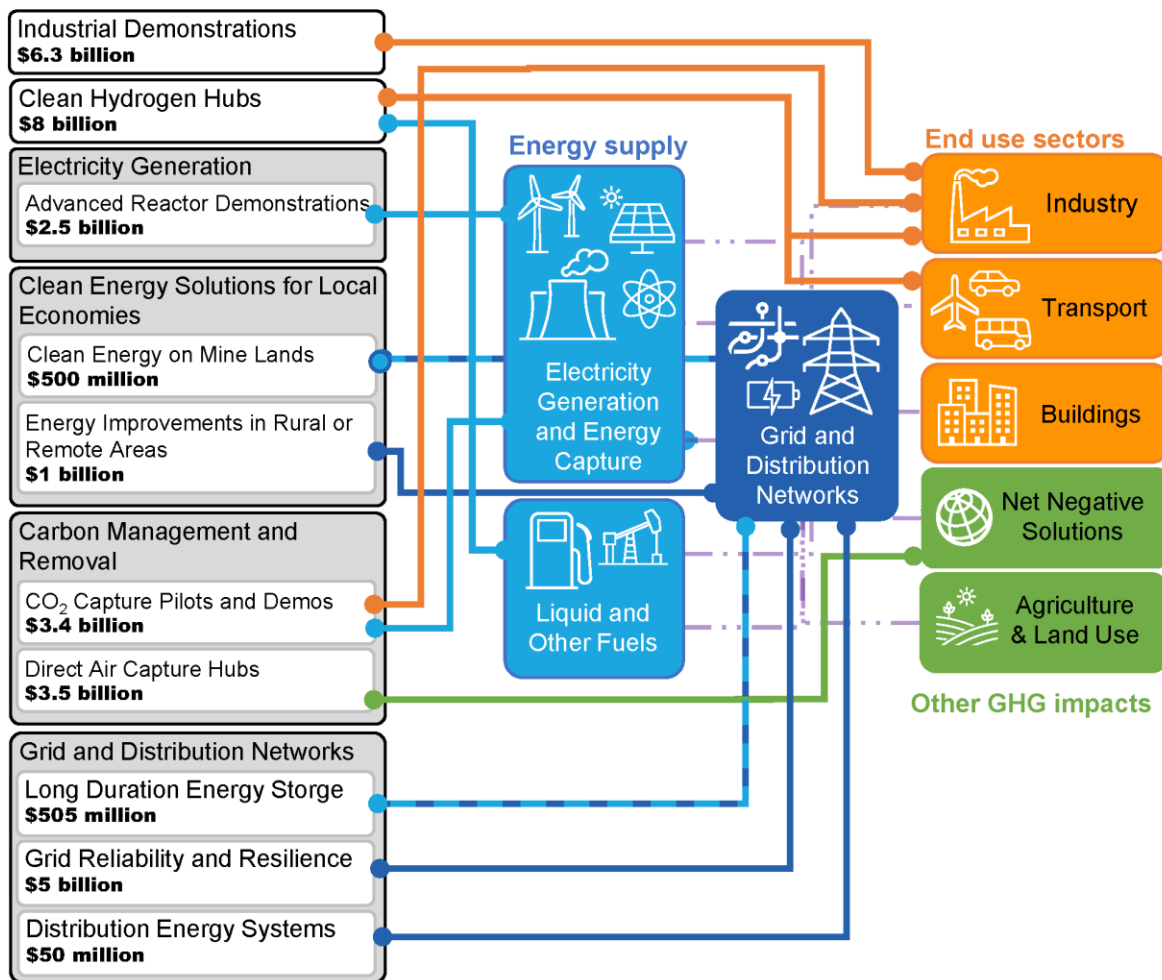 Industrial Demonstrations
$6.3 billion
Clean Hydrogen Hubs
$8 billion
Electricity Generation
Advanced Reactor Demonstrations
$2.5 billion
Clean Energy Solutions for Local
Economies
Clean Energy on Mine Lands
$500 million
Energy Improvements in Rural or
Remote Areas
$1 billion
Carbon Management and
Removal
CO₂ Capture Pilots and Demos
$3.4 billion
Direct Air Capture Hubs
$3.5 billion
Grid and Distribution Networks
Long Duration Energy Storge
$505 million
Grid Reliability and Resilience
$5 billion
Distribution Energy Systems
$50 million
Energy supply
Electricity
Generation
and Energy
Capture
Liquid and
Other Fuels
Grid and
Distribution
Networks
End use sectors
Industry
Transport
Buildings
Net Negative
Solutions
Agriculture
& Land Use
Other GHG impacts